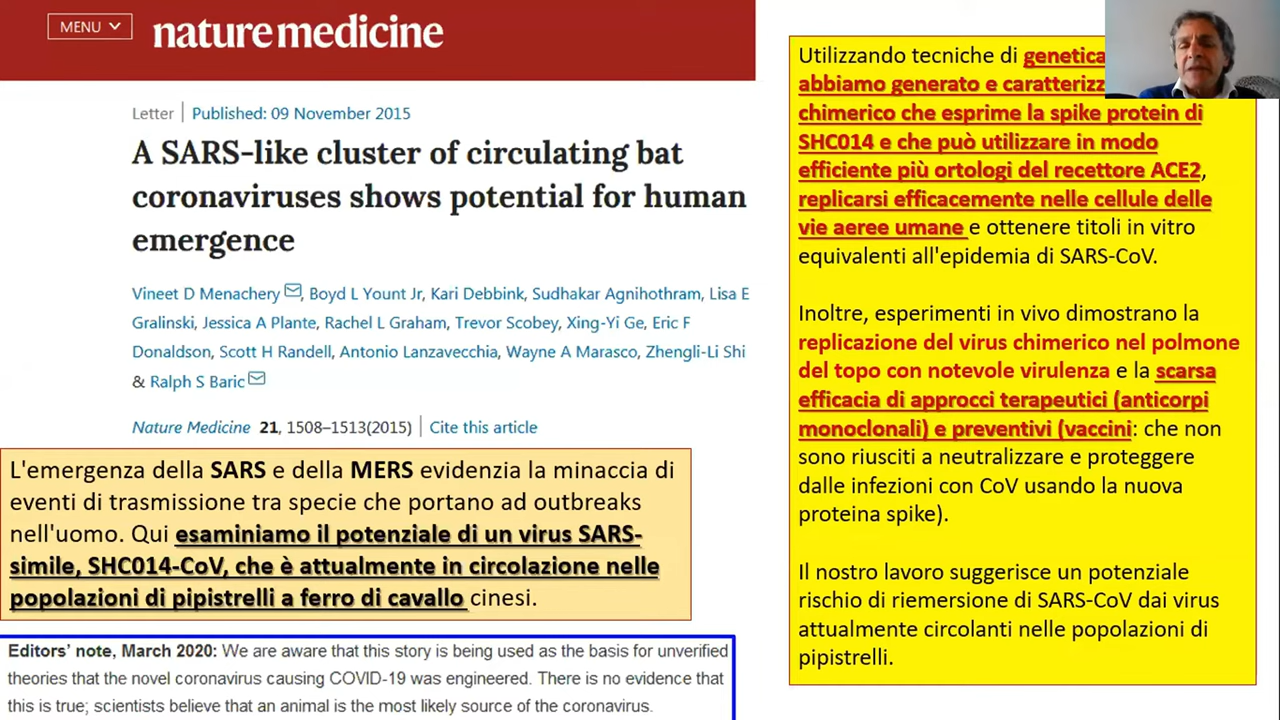 MENU
nature medicine
Letter | Published: 09 November 2015
A SARS-like cluster of circulating bat
coronaviruses shows potential for human
emergence
Vineet D Menachery, Boyd L Yount Jr, Kari Debbink, Sudhakar Agnihothram, Lisa E
Gralinski, Jessica A Plante, Rachel L Graham, Trevor Scobey, Xing-Yi Ge, Eric F
Donaldson, Scott H Randell, Antonio Lanzavecchia, Wayne A Marasco, Zhengli-Li Shi
& Ralph S Baric
Nature Medicine 21, 1508–1513(2015) | Cite this article
L'emergenza della SARS e della MERS evidenzia la minaccia di
eventi di trasmissione tra specie che portano ad outbreaks
nell'uomo. Qui esaminiamo il potenziale di un virus SARS-
simile, SHC014-CoV, che è attualmente in circolazione nelle
popolazioni di pipistrelli a ferro di cavallo cinesi.
Editors' note, March 2020: We are aware that this story is being used as the basis for unverified
theories that the novel coronavirus causing COVID-19 was engineered. There is no evidence that
this is true; scientists believe that an animal is the most likely source of the coronavirus.
Utilizzando tecniche di genetica
abbiamo generato e caratterizz
chimerico che esprime la spike protein di
SHC014 e che può utilizzare in modo
efficiente più ortologi del recettore ACE2,
replicarsi efficacemente nelle cellule delle
vie aeree umane e ottenere titoli in vitro
equivalenti all'epidemia di SARS-CoV.
Inoltre, esperimenti in vivo dimostrano la
replicazione del virus chimerico nel polmone
del topo con notevole virulenza e la scarsa
efficacia di approcci terapeutici (anticorpi
monoclonali) e preventivi (vaccini: che non
sono riusciti a neutralizzare e proteggere
dalle infezioni con CoV usando la nuova
proteina spike).
Il nostro lavoro suggerisce un potenziale
rischio di riemersione di SARS-CoV dai virus
attualmente circolanti nelle popolazioni di
pipistrelli.